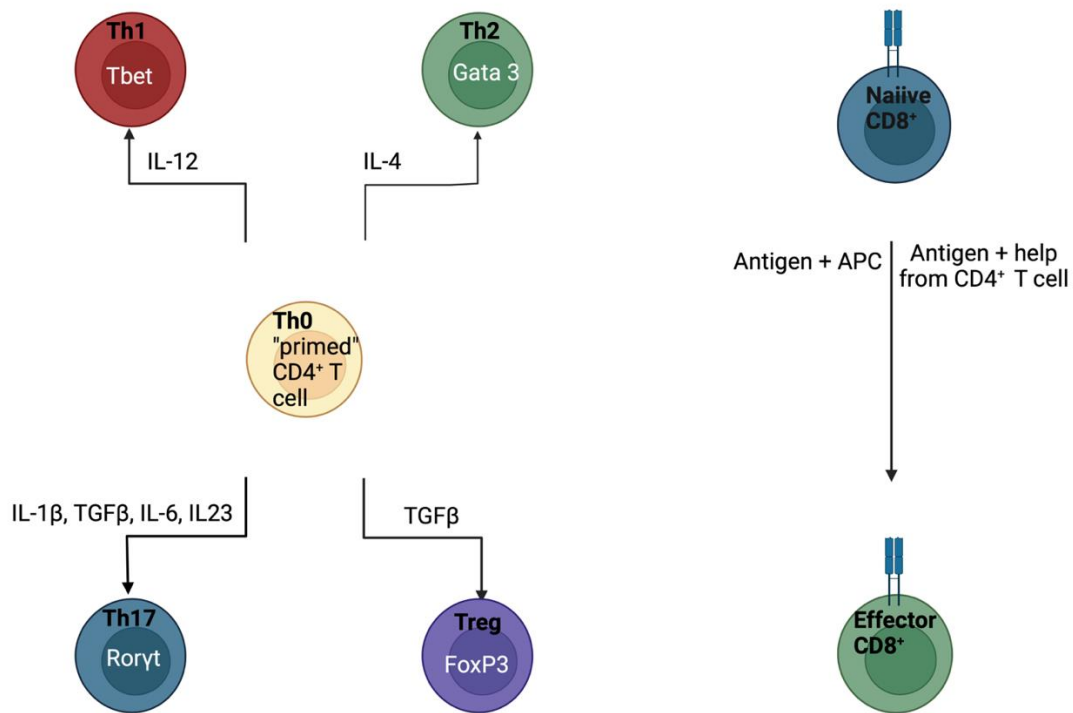 Th1
Tbet
Th2
Gata 3
IL-12
IL-4
Th0
"primed"
CD4⁺ T
cell
IL-1β, TGFβ, IL-6, IL23
TGFβ
Th17
Rorγt
Treg
FoxP3
Naiive
CD8⁺
Antigen + APC
Antigen + help
from CD4⁺ T cell
Effector
CD8⁺